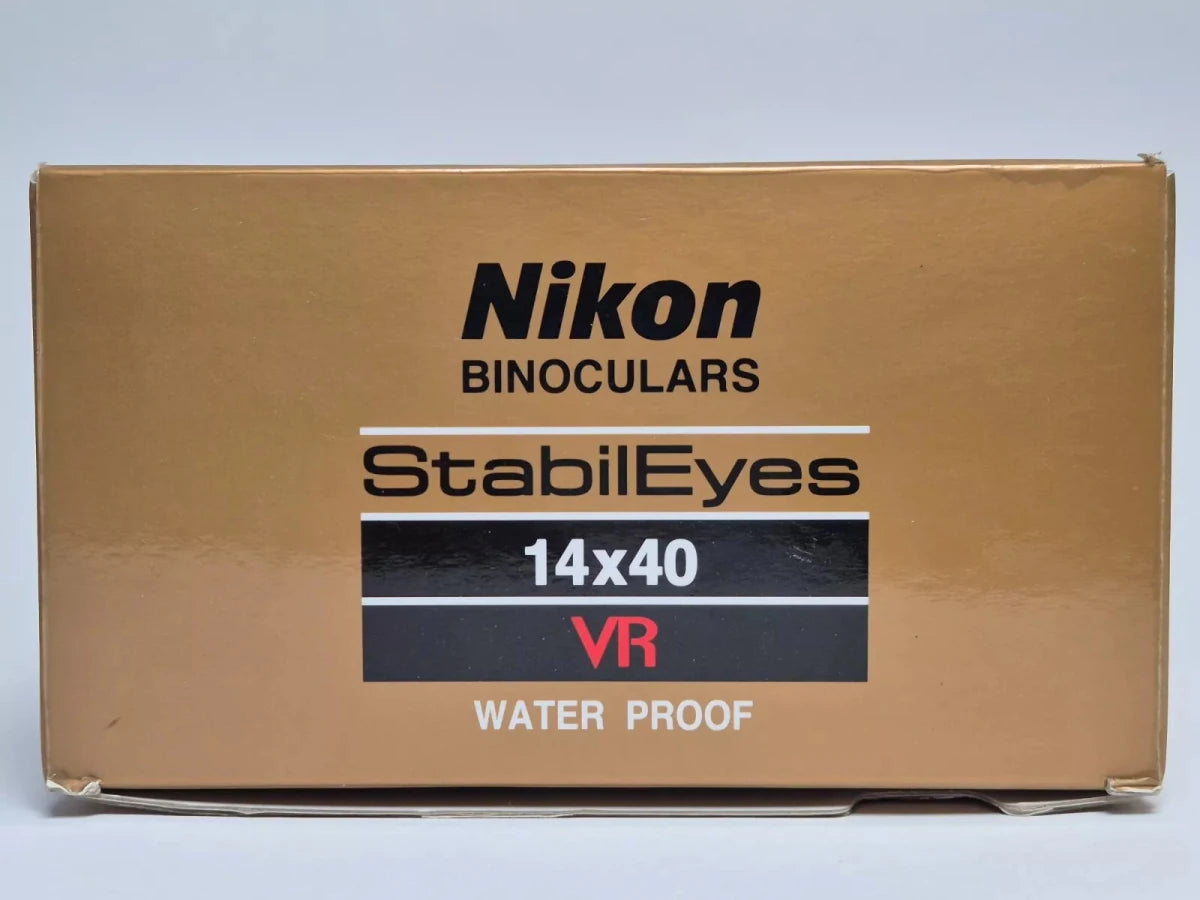 Nikon
BINOCULARS
StabilEyes
14x40
VR
WATER PROOF